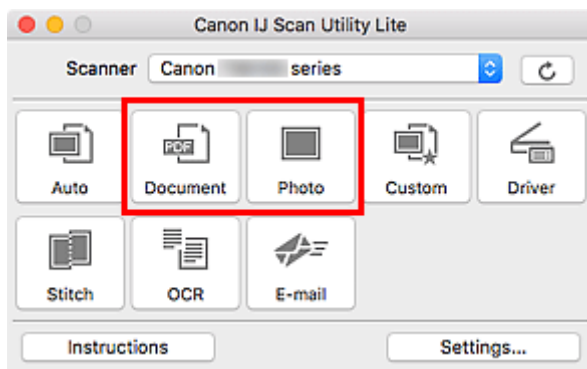 Canon IJ Scan Utility Lite
Scanner Canon series
PDF
Auto Document Photo Custom Driver
Stitch OCR E-mail
Instructions Settings...